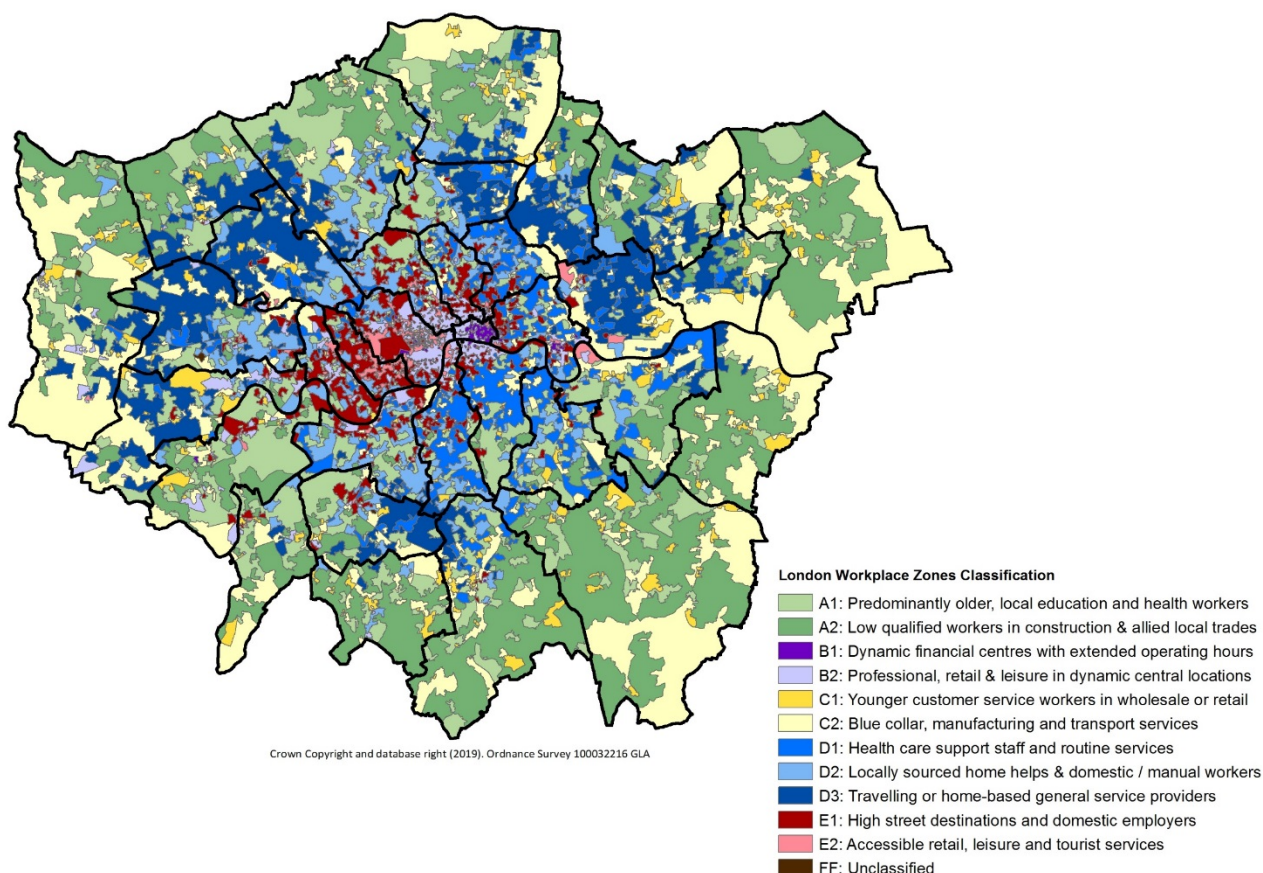 London Workplace Zones Classification
A1: Predominantly older, local education and health workers
A2: Low qualified workers in construction & allied local trades
B1: Dynamic financial centres with extended operating hours
B2: Professional, retail & leisure in dynamic central locations
C1: Younger customer service workers in wholesale or retail
C2: Blue collar, manufacturing and transport services
D1: Health care support staff and routine services
D2: Locally sourced home helps & domestic / manual workers
D3: Travelling or home-based general service providers
E1: High street destinations and domestic employers
E2: Accessible retail, leisure and tourist services
FF: Unclassified
Crown Copyright and database right (2019). Ordnance Survey 100032216 GLA